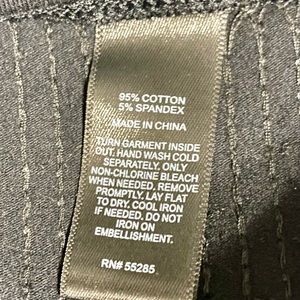 95% COTTON
5% SPANDEX
MADE IN CHINA
TURN GARMENT INSIDE
OUT. HAND WASH COLD
SEPARATELY. ONLY
NON-CHLORINE BLEACH
WHEN NEEDED. REMOVE
PROMPTLY. LAY FLAT
TO DRY. COOL IRON
IF NEEDED. DO NOT
IRON ON
EMBELLISHMENT.
RN# 55285